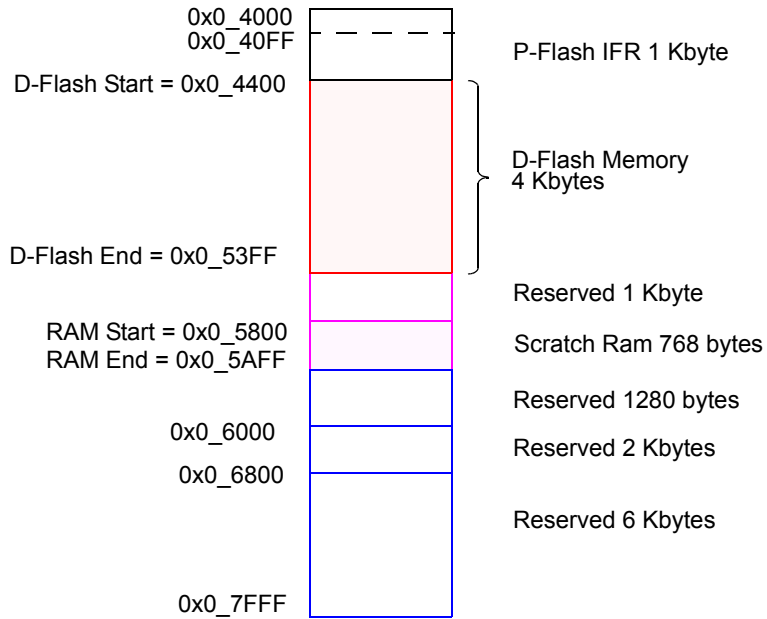 0x0_4000
0x0_40FF
P-Flash IFR 1 Kbyte
D-Flash Start = 0x0_4400
D-Flash Memory
4 Kbytes
D-Flash End = 0x0_53FF
Reserved 1 Kbyte
RAM Start = 0x0_5800
Scratch Ram 768 bytes
RAM End = 0x0_5AFF
Reserved 1280 bytes
0x0_6000
Reserved 2 Kbytes
0x0_6800
Reserved 6 Kbytes
0x0_7FFF